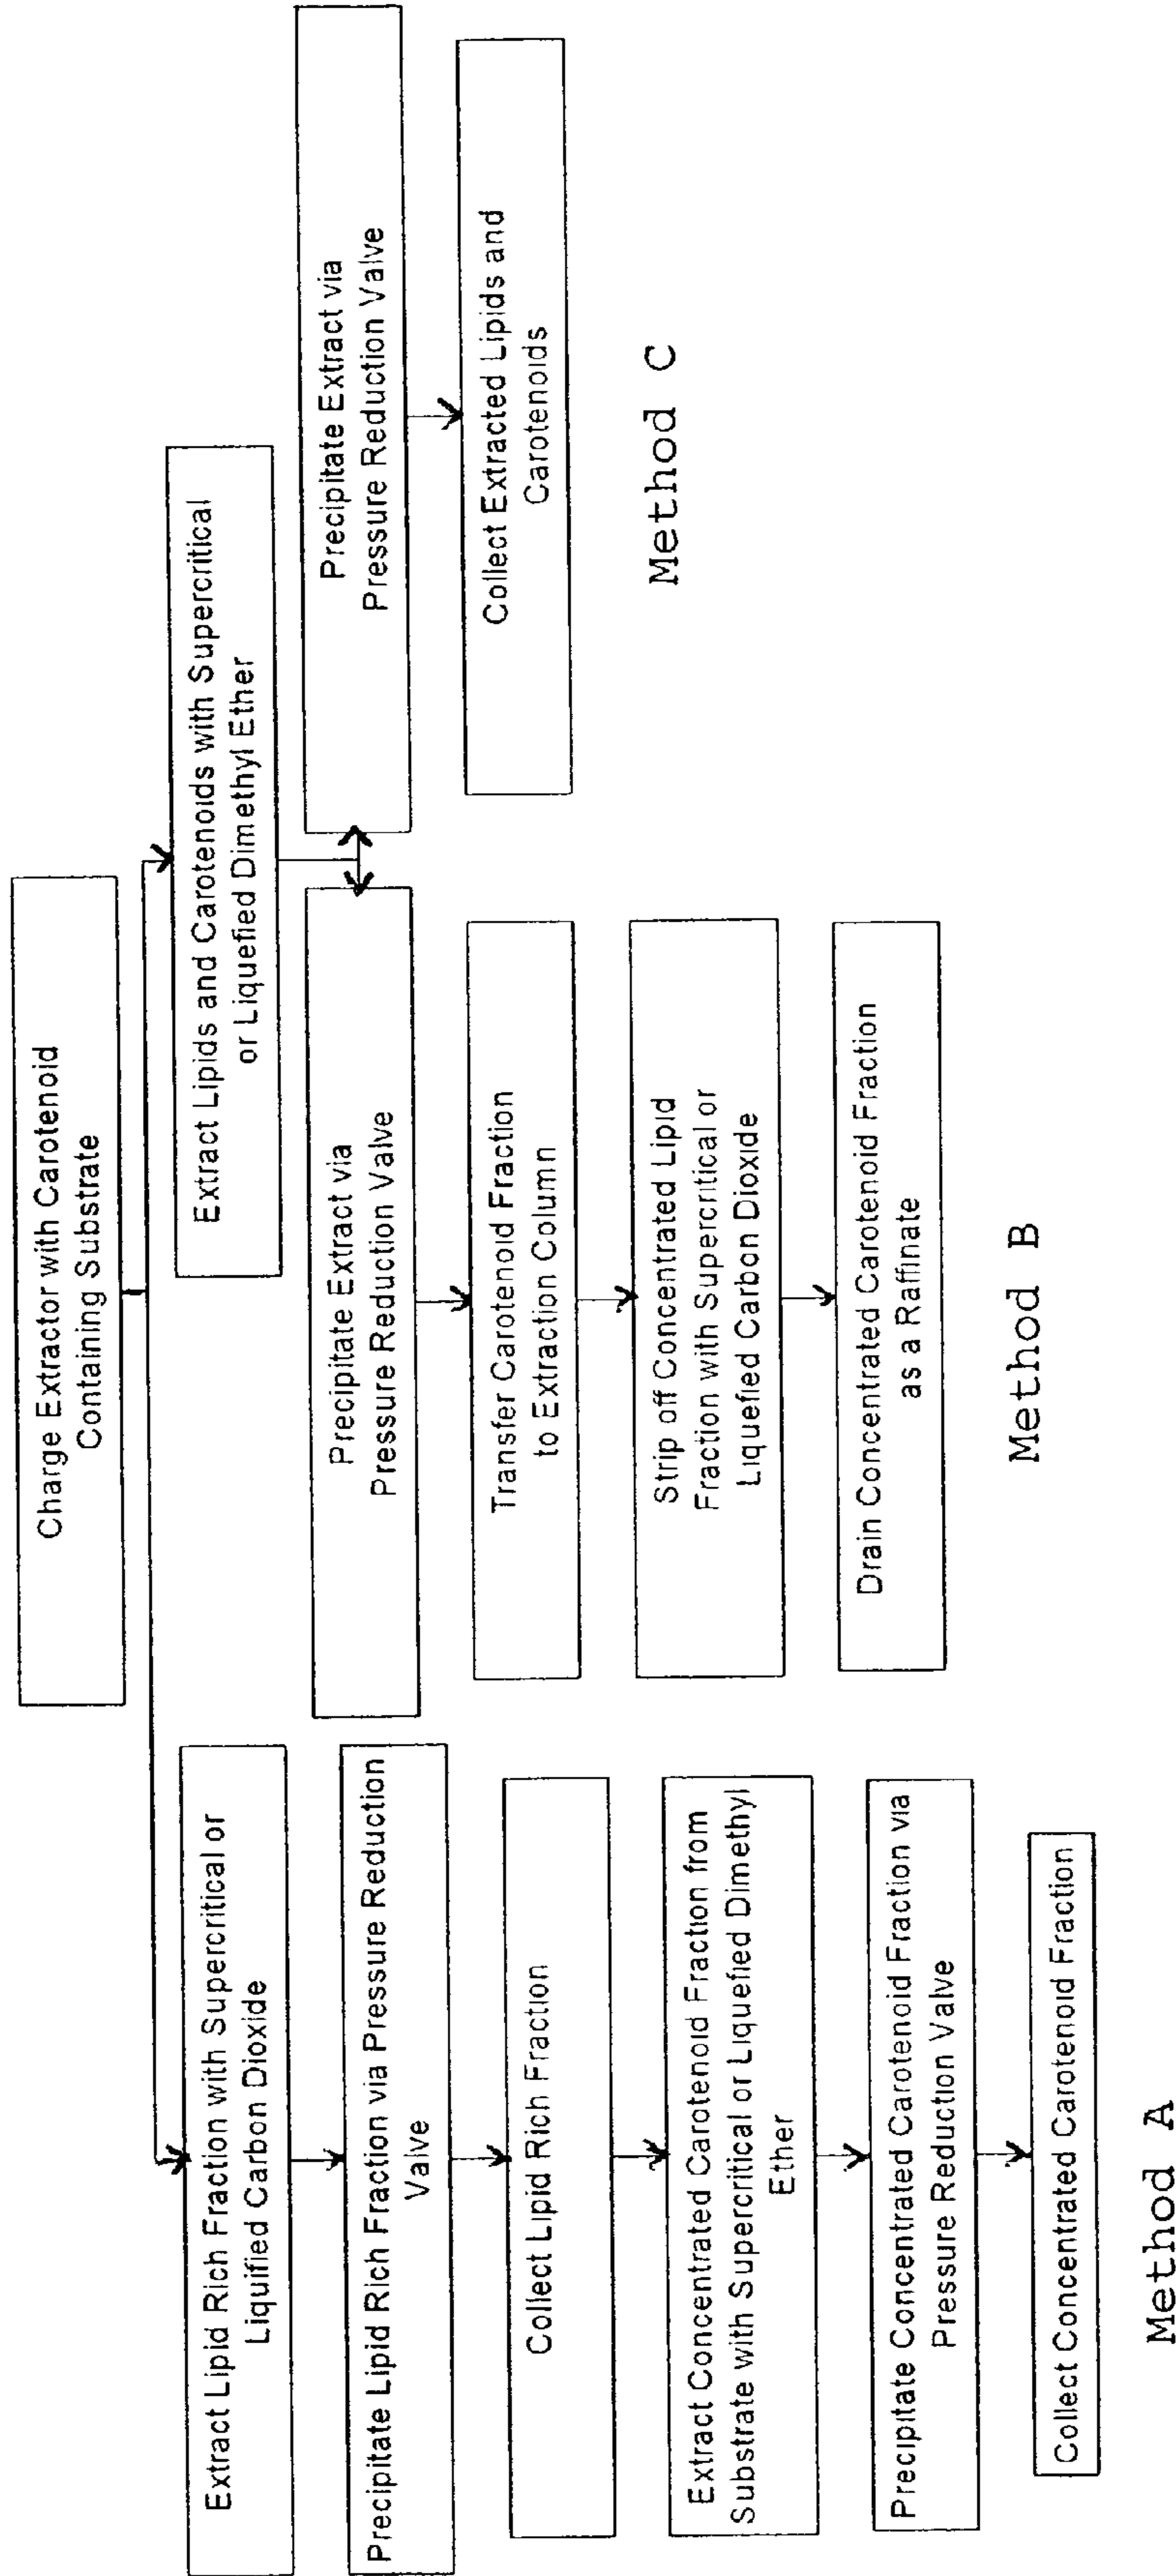 Charge Extractor with Carotenoid
Containing Substrate
Extract Lipid Rich Fraction with Supercritical or
Liquified Carbon Dioxide
Precipitate Lipid Rich Fraction via Pressure Reduction
Valve
Collect Lipid Rich Fraction
Extract Concentrated Carotenoid Fraction from
Substrate with Supercritical or Liquefied Dimethyl
Ether
Precipitate Concentrated Carotenoid Fraction via
Pressure Reduction Valve
Collect Concentrated Carotenoid Fraction
Method A
Extract Lipids and Carotenoids with Supercritical
or Liquefied Dimethyl Ether
Precipitate Extract via
Pressure Reduction Valve
Transfer Carotenoid Fraction
to Extraction Column
Strip off Concentrated Lipid
Fraction with Supercritical or
Liquefied Carbon Dioxide
Drain Concentrated Carotenoid Fraction
as a Raffinate
Method B
Precipitate Extract via
Pressure Reduction Valve
Collect Extracted Lipids and
Carotenoids
Method C